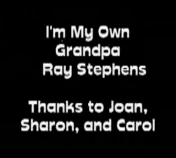 I'm My Own
Grandpa
Ray Stephens
Thanks to Joan,
Sharon, and Carol